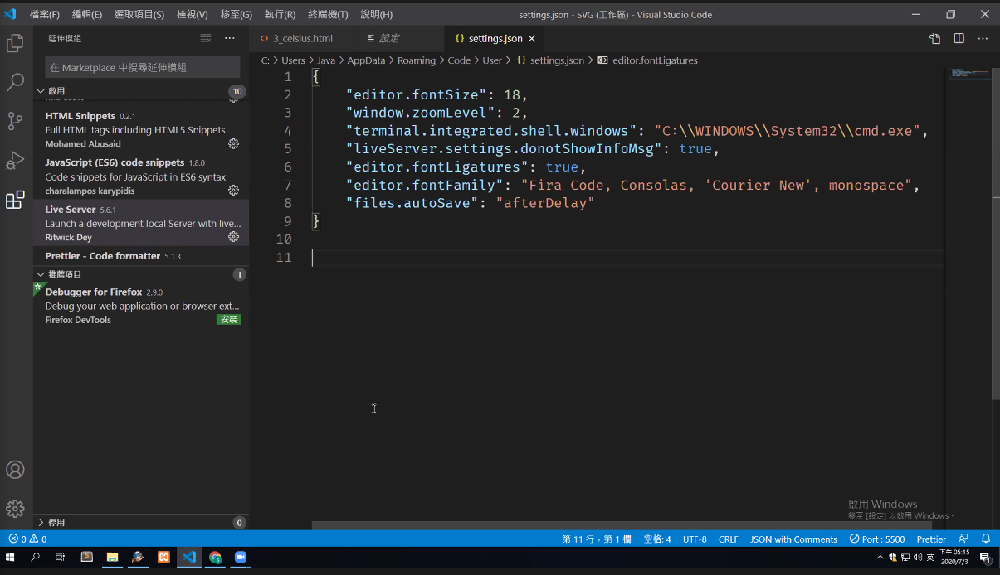 檔案(F) 編輯(E) 選取項目(S) 檢視(V) 移至(G) 執行(R) 終端機(T) 說明(H) settings.json - SVG (工作區) - Visual Studio Code
延伸模組
3_celsius.html 設定 {} settings.json
在 Marketplace 中搜尋延伸模組
C: > Users > Java > AppData > Roaming > Code > User > {} settings.json > editor.fontLigatures
啟用 10
HTML Snippets 0.2.1
Full HTML tags including HTML5 Snippets
Mohamed Abusaid
JavaScript (ES6) code snippets 1.8.0
Code snippets for JavaScript in ES6 syntax
charalampos karypidis
Live Server 5.6.1
Launch a development local Server with live...
Ritwick Dey
Prettier - Code formatter 5.1.3
推薦項目 1
Debugger for Firefox 2.9.0
Debug your web application or browser ext...
Firefox DevTools 安裝
停用 0
1 {
2 "editor.fontSize": 18,
3 "window.zoomLevel": 2,
4 "terminal.integrated.shell.windows": "C:\\WINDOWS\\System32\\cmd.exe",
5 "liveServer.settings.donotShowInfoMsg": true,
6 "editor.fontLigatures": true,
7 "editor.fontFamily": "Fira Code, Consolas, 'Courier New', monospace",
8 "files.autoSave": "afterDelay"
9 }
10
11
啟用 Windows
移至 [設定] 以啟用 Windows。
0 0 第 11 行，第 1 欄 空格: 4 UTF-8 CRLF JSON with Comments Port : 5500 Prettier
英 下午 05:15
2020/7/3